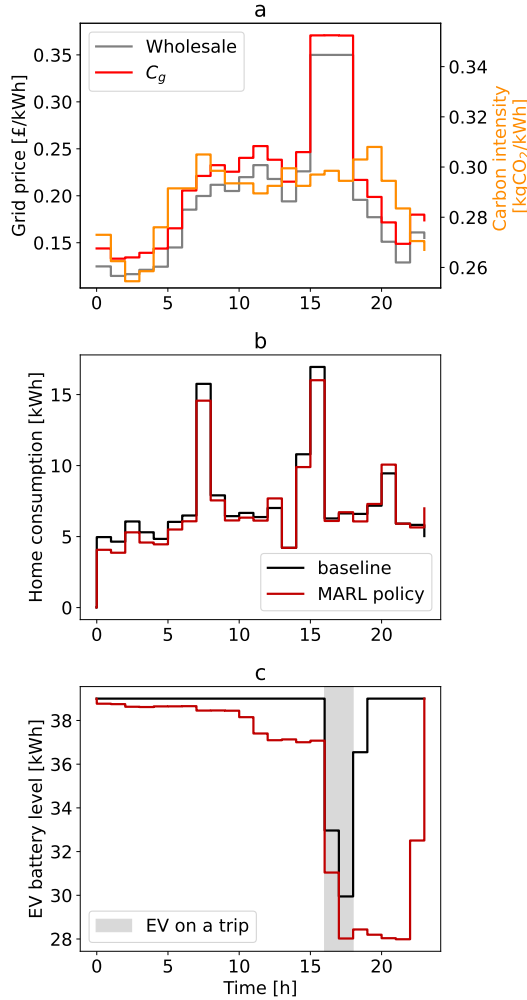 a
Wholesale
C_g
Grid price [£/kWh]
0.35
0.30
0.25
0.20
0.15
Carbon intensity
[kgCO₂/kWh]
0.34
0.32
0.30
0.28
0.26
0 5 10 15 20
b
Home consumption [kWh]
15
10
5
0
baseline
MARL policy
0 5 10 15 20
c
EV battery level [kWh]
38
36
34
32
30
28
EV on a trip
0 5 10 15 20
Time [h]